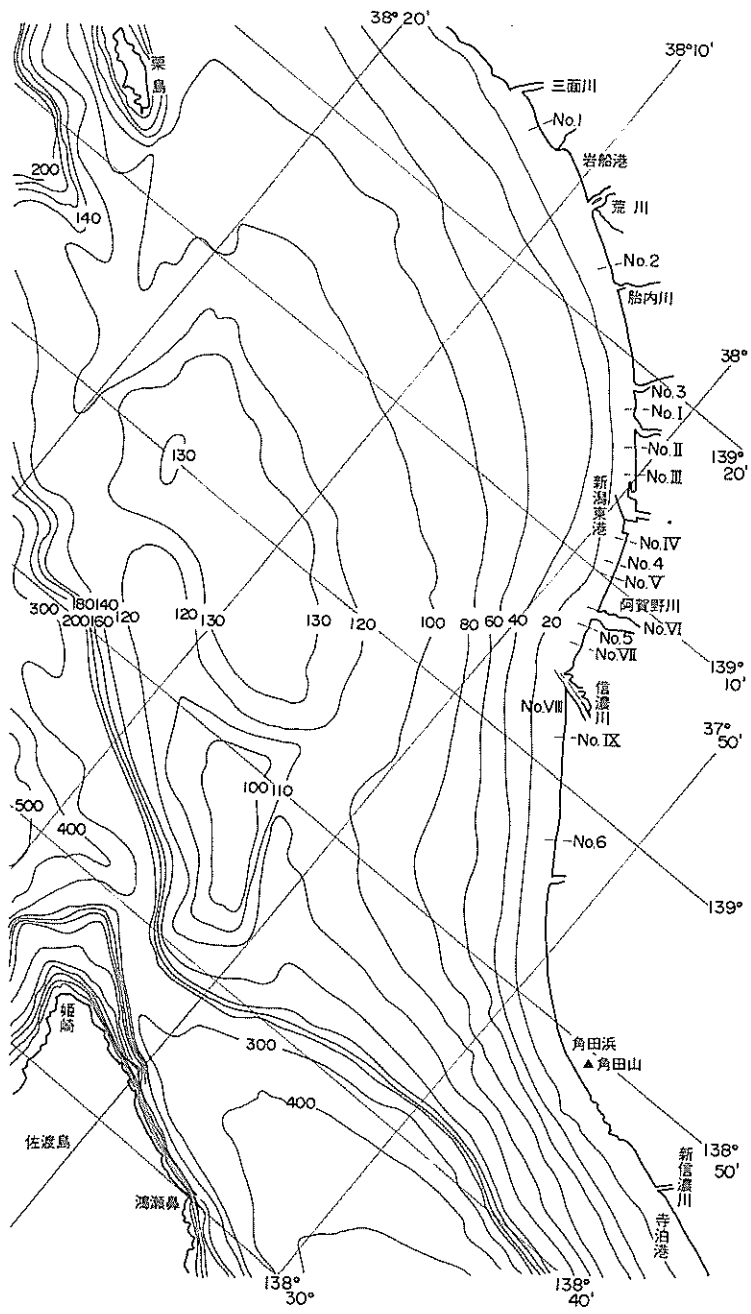 38° 20'
38° 10'
粟島
三面川
No.1
岩船港
200
荒川
140
No.2
胎内川
38°
No.3
No.I
130
No.II
139° 20'
新潟東港
No.III
No.IV
No.4
No.V
300
180
140
200
160
120
120
130
130
120
100
80
60
40
20
阿賀野川
No.VI
No.5
No.VII
139° 10'
信濃川
No.VIII
37° 50'
No.IX
100
110
500
400
No.6
139°
姫崎
300
角田浜
▲角田山
400
佐渡島
138° 50'
新信濃川
鴻瀬鼻
寺泊港
138° 30°
138° 40'